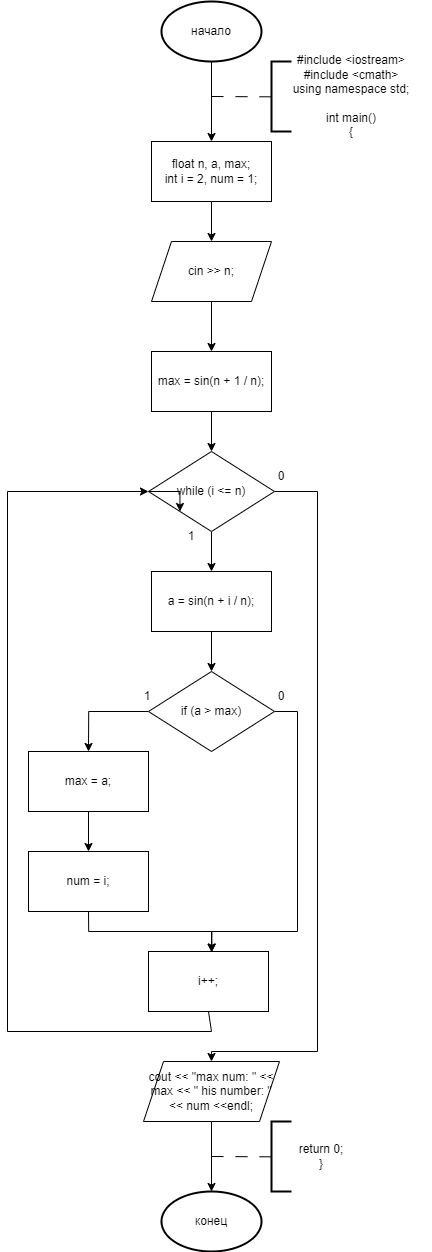 начало
#include <iostream>
#include <cmath>
using namespace std;
int main()
{
float n, a, max;
int i = 2, num = 1;
cin >> n;
max = sin(n + 1 / n);
while (i <= n)
0
1
a = sin(n + i / n);
1
if (a > max)
0
max = a;
num = i;
i++;
cout << "max num: " <<
max << " his number: "
<< num <<endl;
return 0;
}
конец